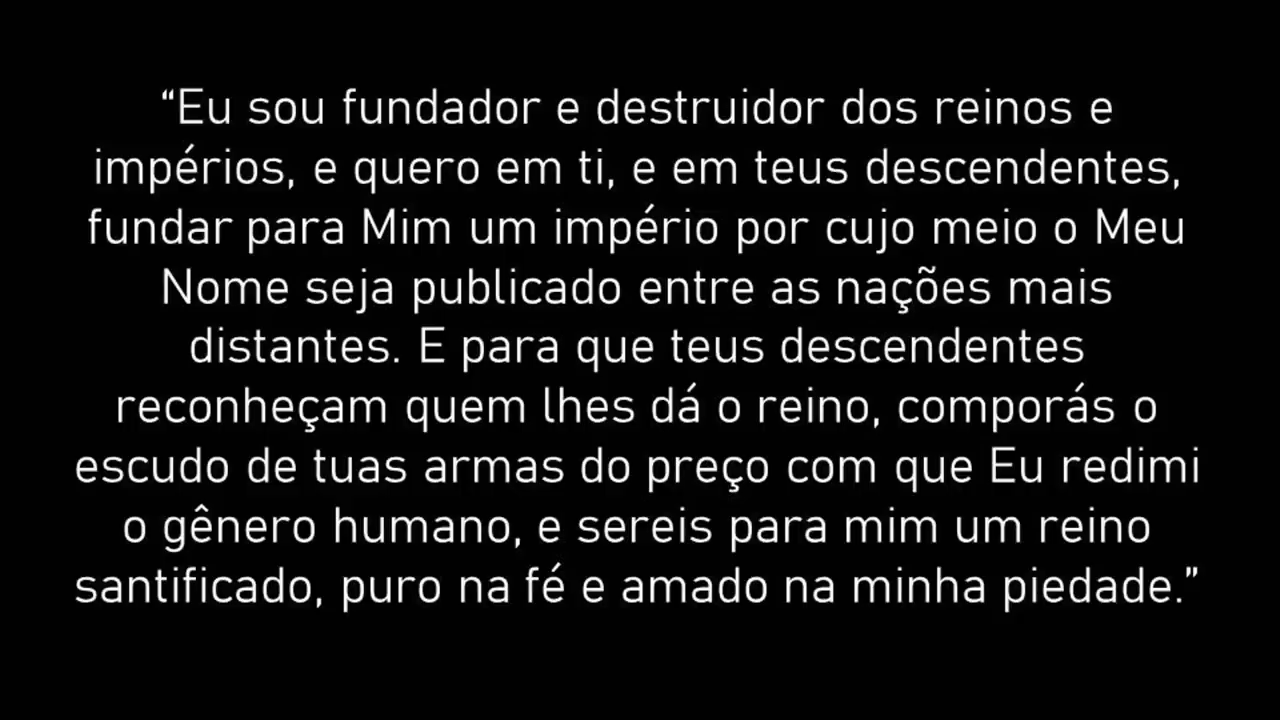 “Eu sou fundador e destruidor dos reinos e
impérios, e quero em ti, e em teus descendentes,
fundar para Mim um império por cujo meio o Meu
Nome seja publicado entre as nações mais
distantes. E para que teus descendentes
reconheçam quem lhes dá o reino, comporás o
escudo de tuas armas do preço com que Eu redimi
o gênero humano, e sereis para mim um reino
santificado, puro na fé e amado na minha piedade.”